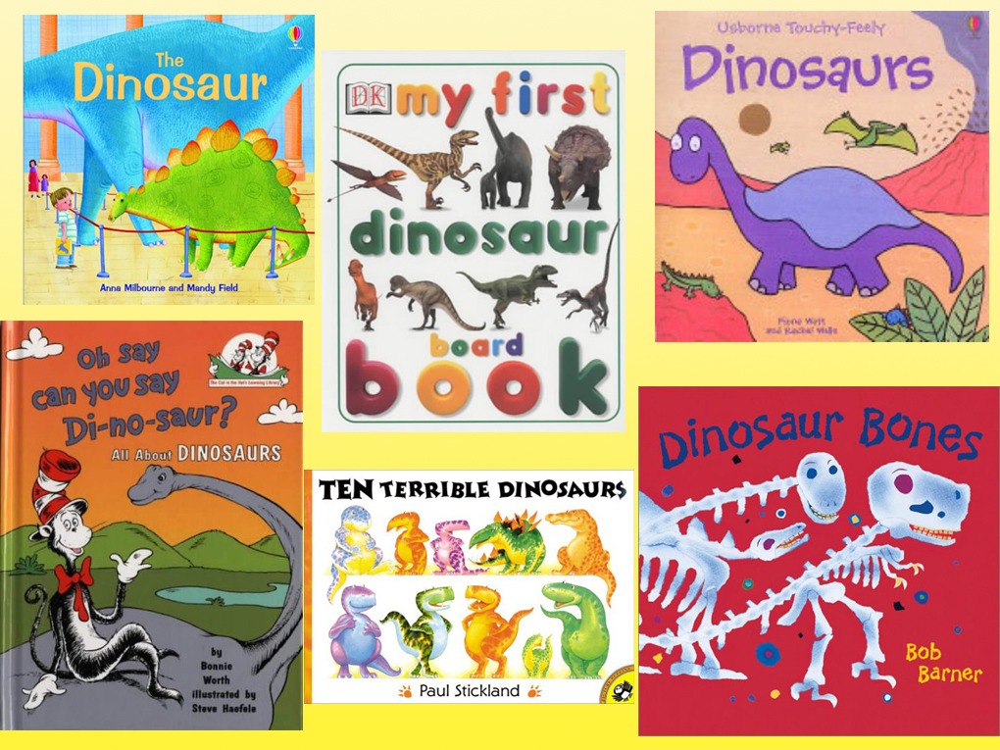 The
Dinosaur
Anna Milbourne and Mandy Field
DK
my first
dinosaur
board
book
Usborne Touchy-Feely
Dinosaurs
Fiona Watt
and Rachel Wells
Oh say
can you say
Di-no-saur?
The Cat in the Hat's Learning Library
All About DINOSAURS
by
Bonnie
Worth
illustrated by
Steve Haefele
TEN TERRIBLE DINOSAURS
Paul Stickland
Dinosaur Bones
Bob
Barner